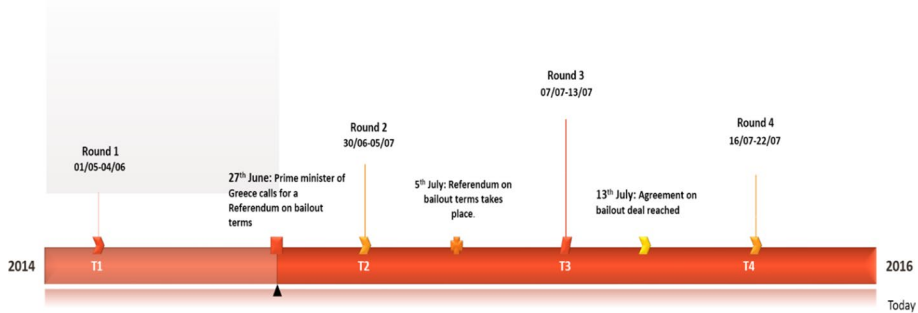 Round 3
07/07-13/07
Round 4
16/07-22/07
Round 2
30/06-05/07
Round 1
01/05-04/06
27th June: Prime minister of
Greece calls for a
Referendum on bailout
terms
5th July: Referendum on
bailout terms takes
place.
13th July: Agreement on
bailout deal reached
2014
T1
T2
T3
T4
2016
Today